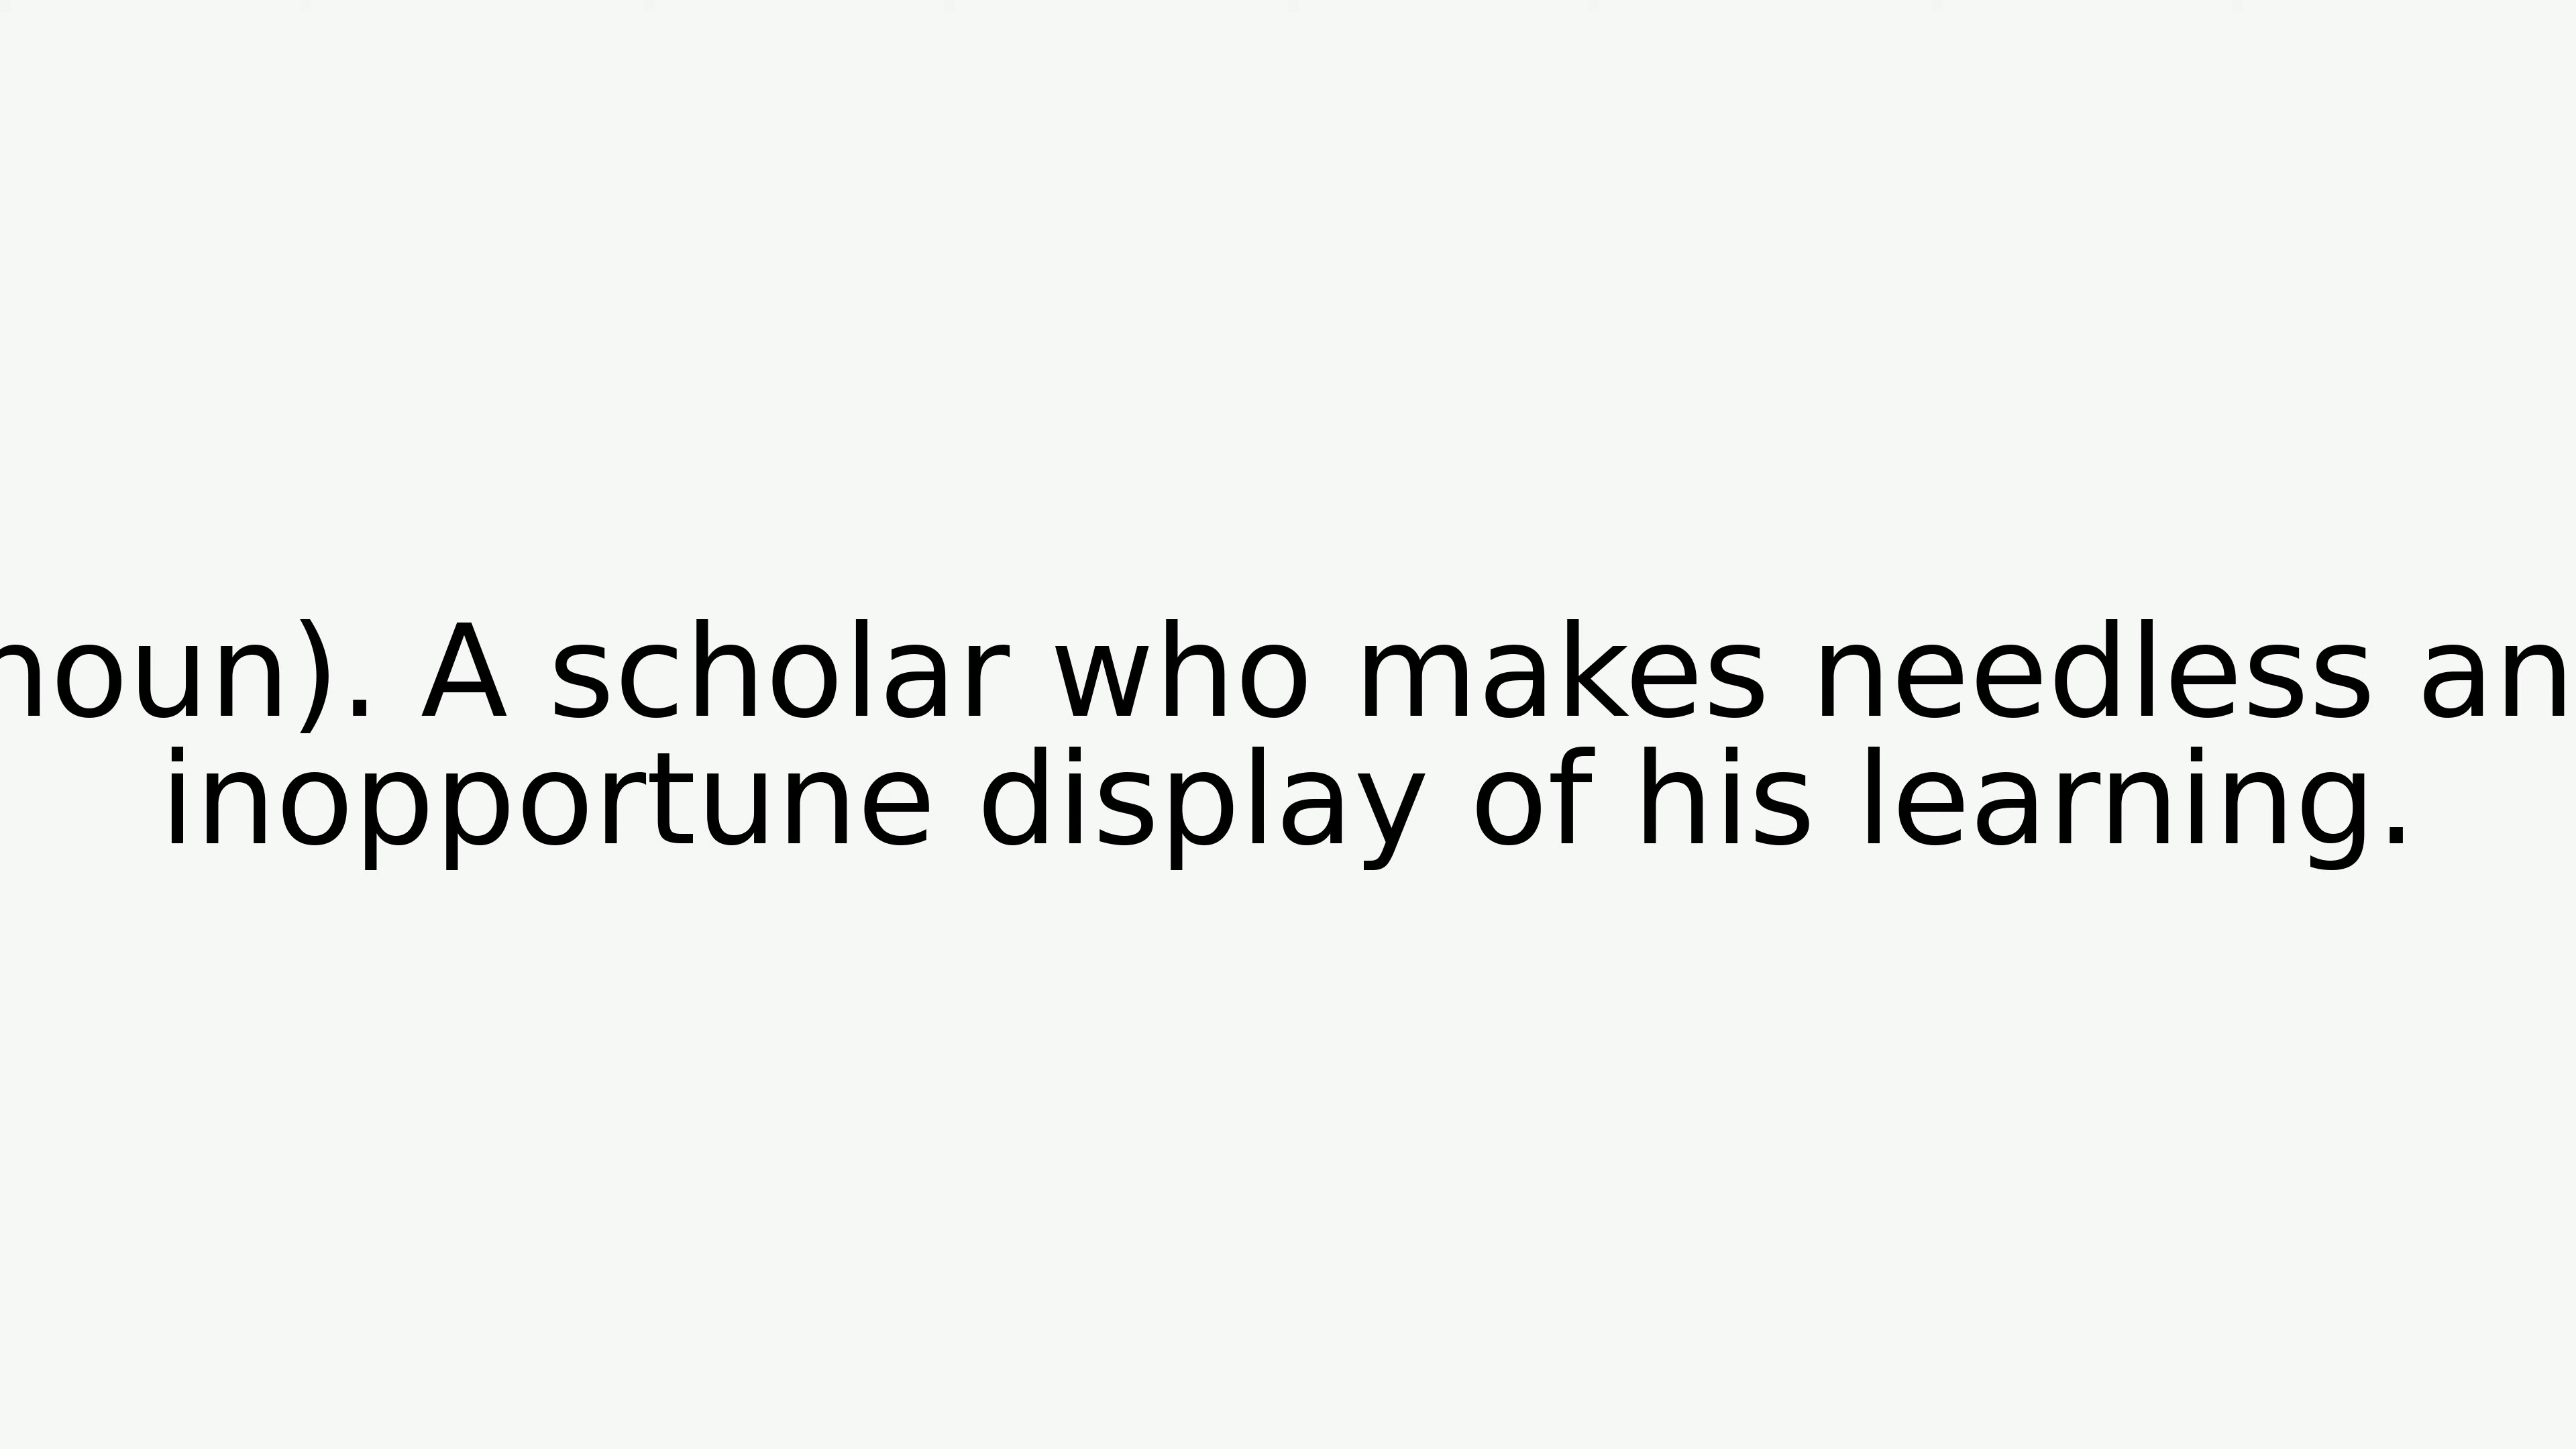 noun). A scholar who makes needless an
inopportune display of his learning.